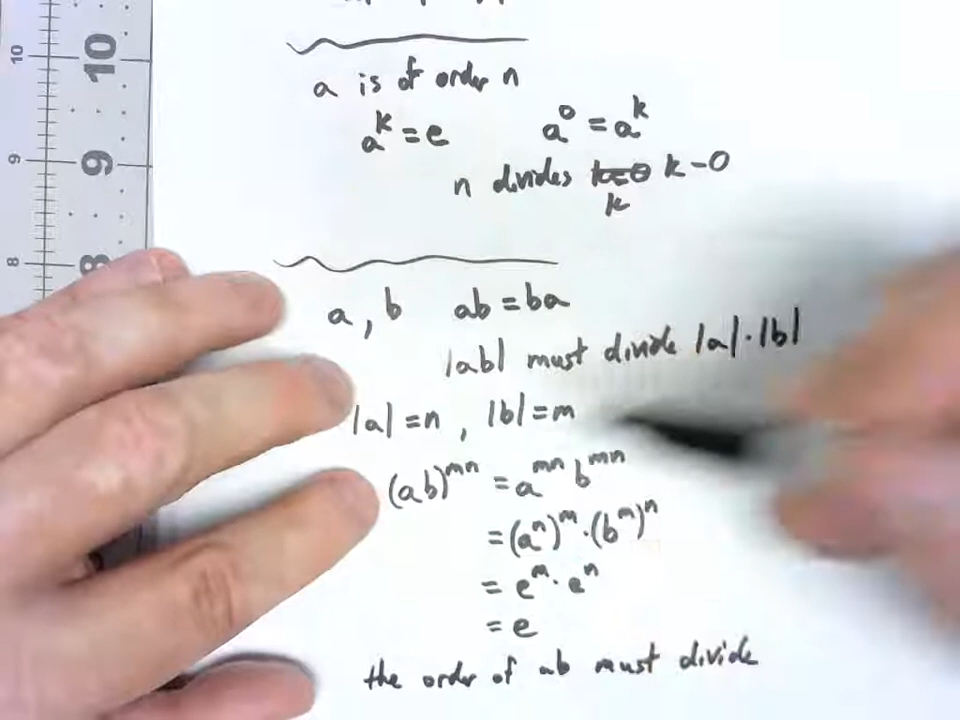 10 10
a is of order n
a^k = e a^0 = a^k
9 9
n divides k-0
k
8 8
a, b ab = ba
|ab| must divide |a|·|b|
|a| = n, |b| = m
(ab)^mn = a^mn b^mn
= (a^n)^m · (b^m)^n
= e^m · e^n
= e
the order of ab must divide